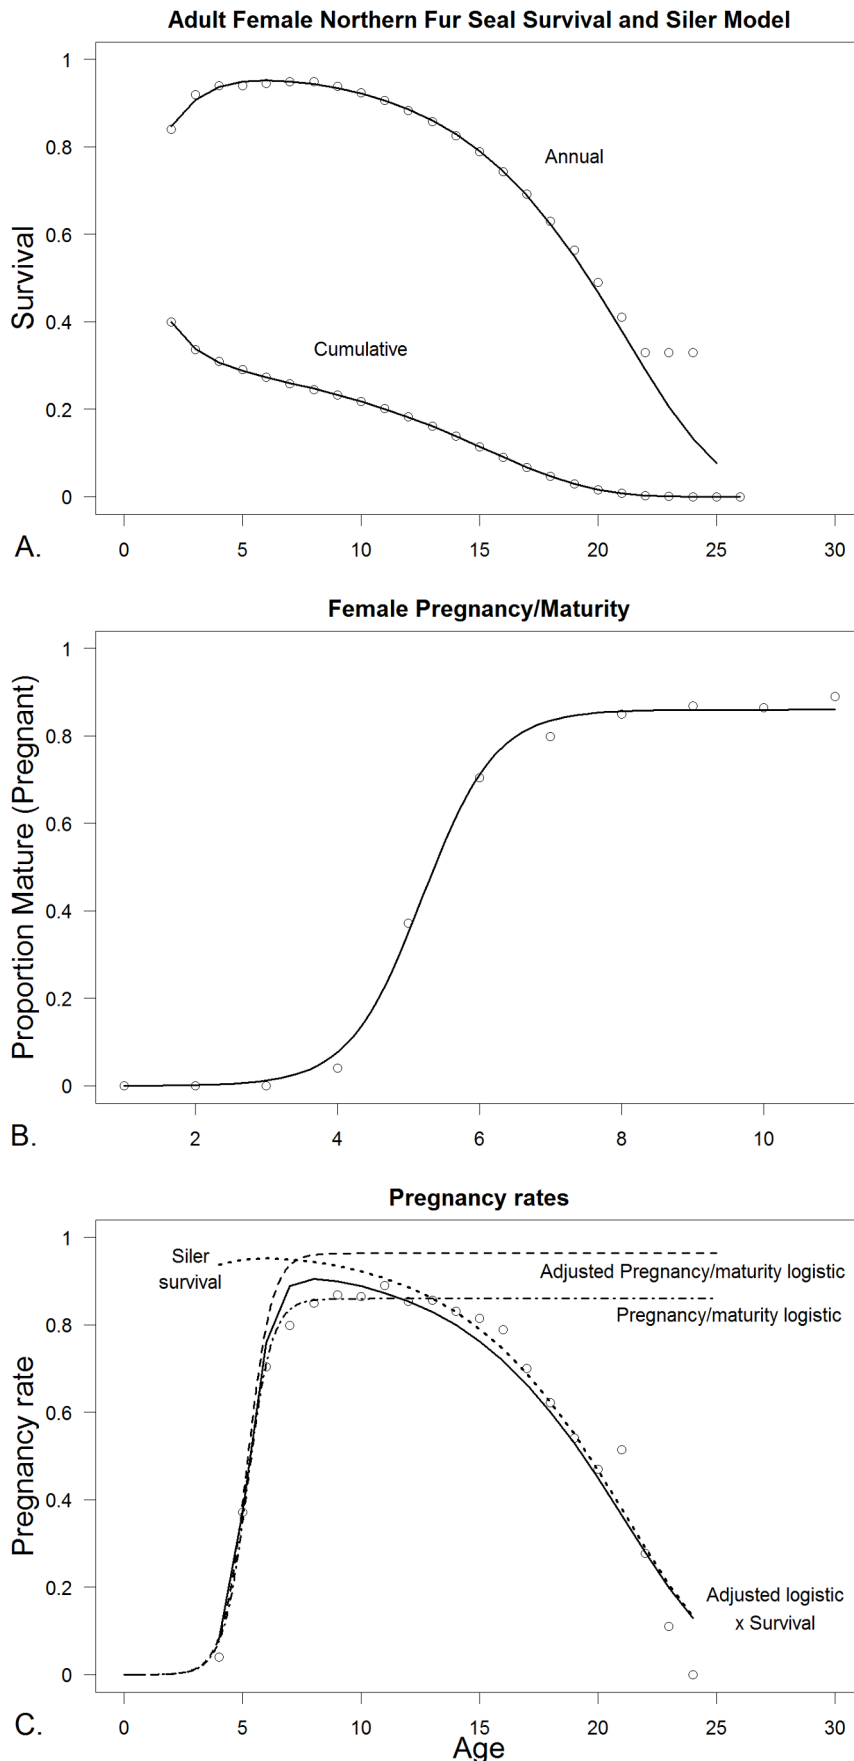 Adult Female Northern Fur Seal Survival and Siler Model
1
0.8
0.6
0.4
0.2
0
Survival
Annual
Cumulative
0 5 10 15 20 25 30
A.
Female Pregnancy/Maturity
1
0.8
0.6
0.4
0.2
0
Proportion Mature (Pregnant)
2 4 6 8 10
B.
Pregnancy rates
1
0.8
0.6
0.4
0.2
0
Pregnancy rate
Siler
survival
Adjusted Pregnancy/maturity logistic
Pregnancy/maturity logistic
Adjusted logistic
x Survival
0 5 10 15 20 25 30
C.
Age